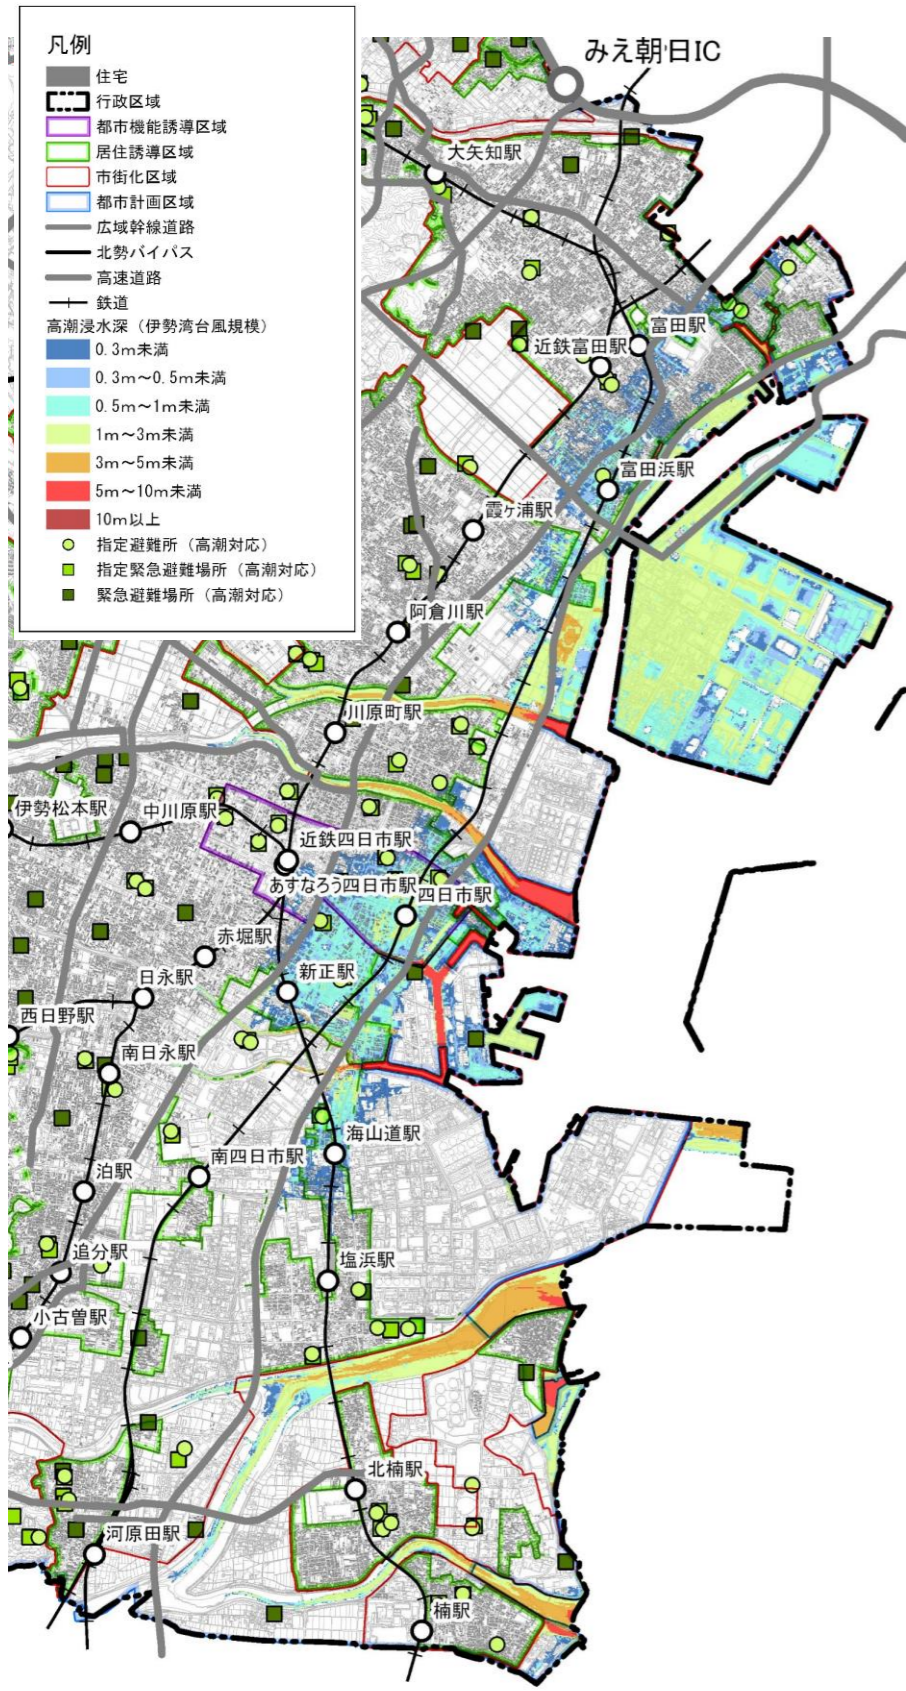 凡例
住宅
行政区域
都市機能誘導区域
居住誘導区域
市街化区域
都市計画区域
広域幹線道路
北勢バイパス
高速道路
鉄道
高潮浸水深（伊勢湾台風規模）
0.3m未満
0.3m～0.5m未満
0.5m～1m未満
1m～3m未満
3m～5m未満
5m～10m未満
10m以上
指定避難所（高潮対応）
指定緊急避難場所（高潮対応）
緊急避難場所（高潮対応）
みえ朝日IC
大矢知駅
富田駅
近鉄富田駅
富田浜駅
霞ヶ浦駅
阿倉川駅
川原町駅
伊勢松本駅
中川原駅
近鉄四日市駅
あすなろう四日市駅
四日市駅
赤堀駅
新正駅
日永駅
西日野駅
南日永駅
海山道駅
南四日市駅
泊駅
追分駅
塩浜駅
小古曽駅
北楠駅
河原田駅
楠駅